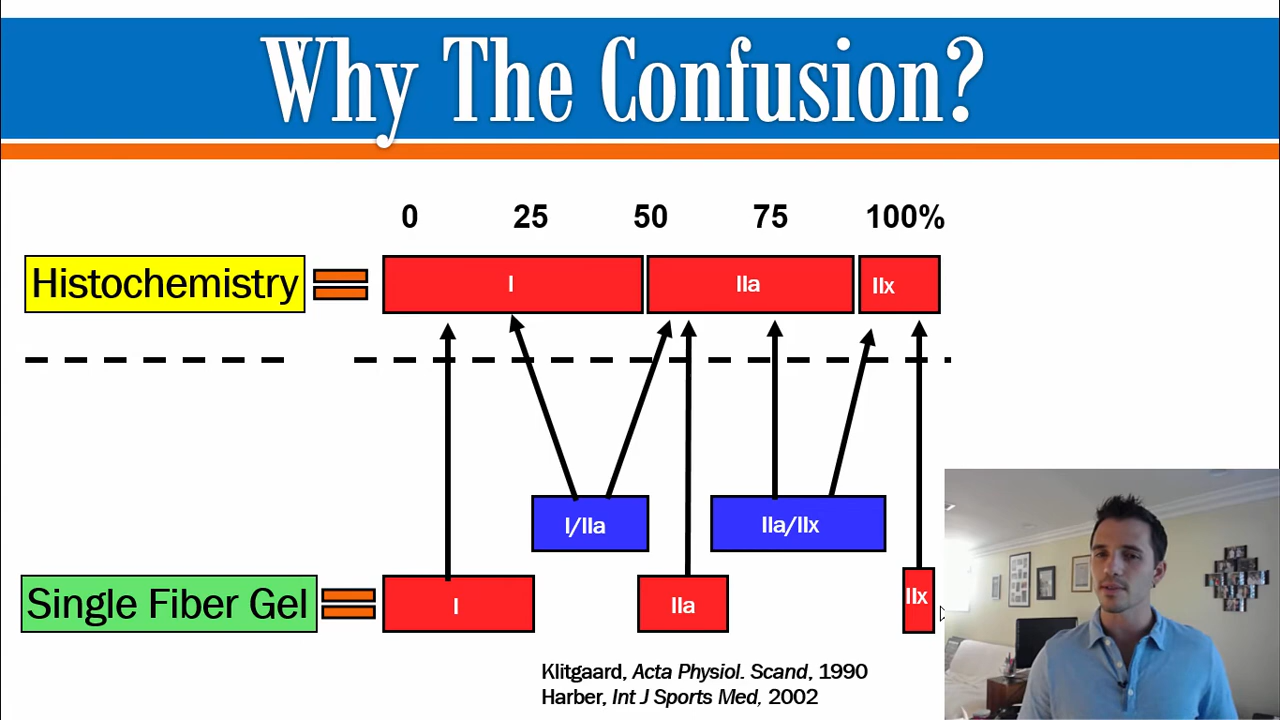 Why The Confusion?
0 25 50 75 100%
Histochemistry I IIa IIx
I/IIa IIa/IIx
Single Fiber Gel I IIa IIx
Klitgaard, Acta Physiol. Scand, 1990
Harber, Int J Sports Med, 2002